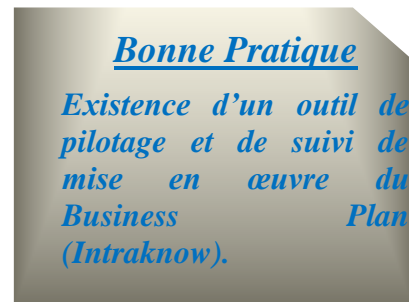 Bonne Pratique
Existence d’un outil de
pilotage et de suivi de
mise en œuvre du
Business Plan
(Intraknow).